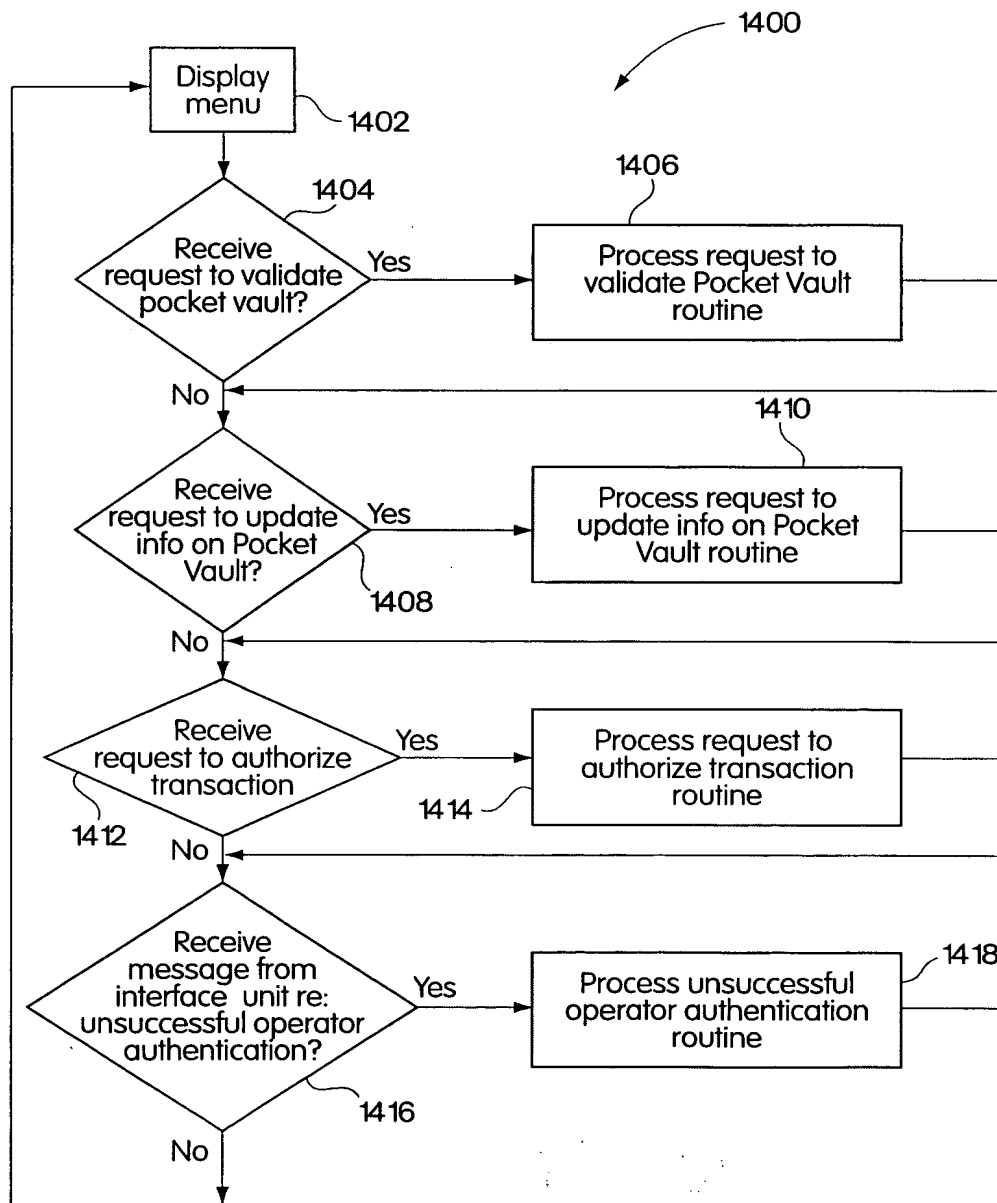 1400
Display
menu
1402
1404
Receive
request to validate
pocket vault?
Yes
1406
Process request to
validate Pocket Vault
routine
No
1410
Receive
request to update
info on Pocket
Vault?
Yes
1408
Process request to
update info on Pocket
Vault routine
No
Receive
request to authorize
transaction
Yes
1412
Process request to
authorize transaction
routine
1414
No
Receive
message from
interface unit re:
unsuccessful operator
authentication?
Yes
1416
1418
Process unsuccessful
operator authentication
routine
No